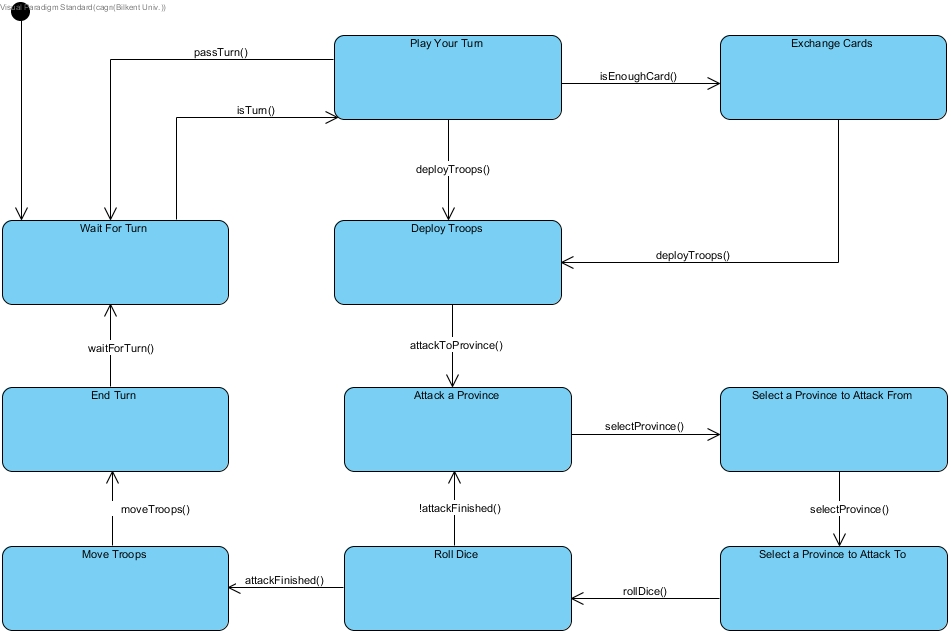 Visual Paradigm Standard(cagri(Bilkent Univ.))
Play Your Turn
Exchange Cards
passTurn()
isEnoughCard()
isTurn()
deployTroops()
Wait For Turn
Deploy Troops
deployTroops()
attackToProvince()
waitForTurn()
End Turn
Attack a Province
Select a Province to Attack From
selectProvince()
moveTroops()
!attackFinished()
selectProvince()
Move Troops
Roll Dice
Select a Province to Attack To
attackFinished()
rollDice()